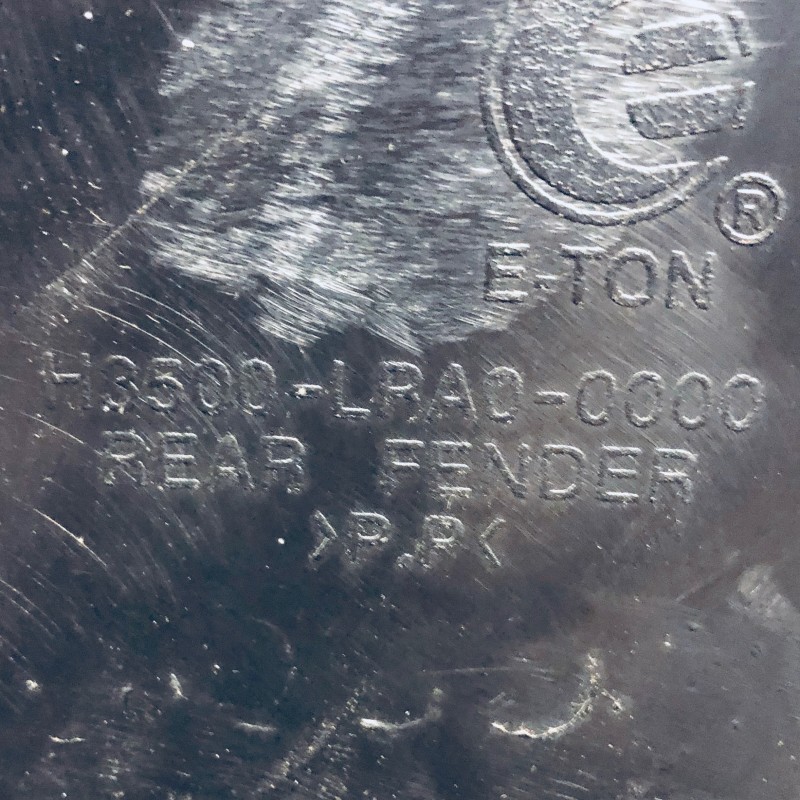 e®
E-TON
H3500-LRA0-0000
REAR FENDER
>P.P<